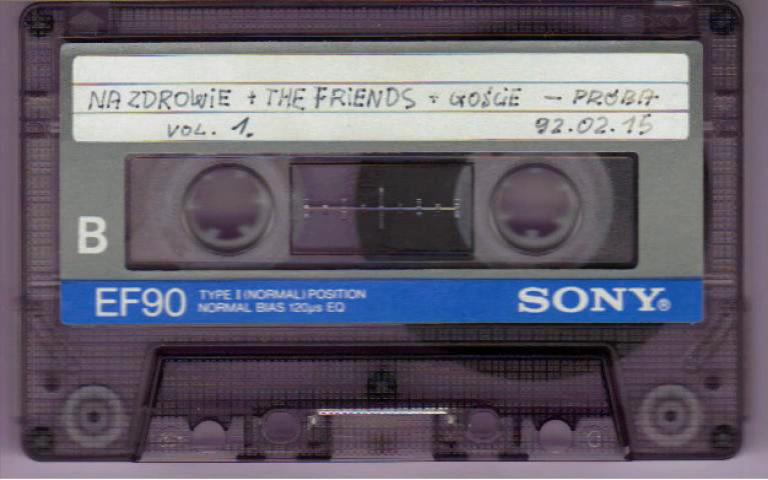 SONY
NA ZDROWIE + THE FRIENDS + GOŚCIE – PRÓBA
VOL. 1. 92.02.15
B
EF90 TYPE I (NORMAL) POSITION
NORMAL BIAS 120µs EQ
SONY®